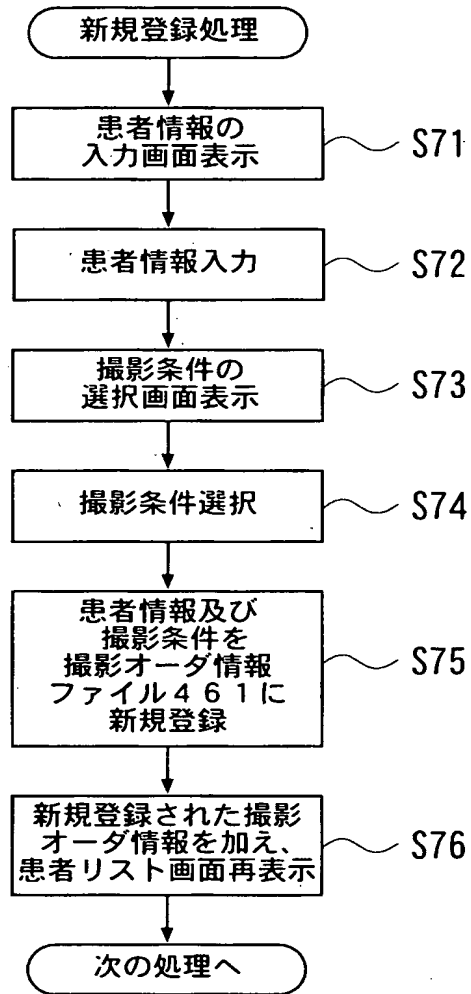 新規登録処理
患者情報の
入力画面表示
S71
患者情報入力
S72
撮影条件の
選択画面表示
S73
撮影条件選択
S74
患者情報及び
撮影条件を
撮影オーダ情報
ファイル461に
新規登録
S75
新規登録された撮影
オーダ情報を加え、
患者リスト画面再表示
S76
次の処理へ